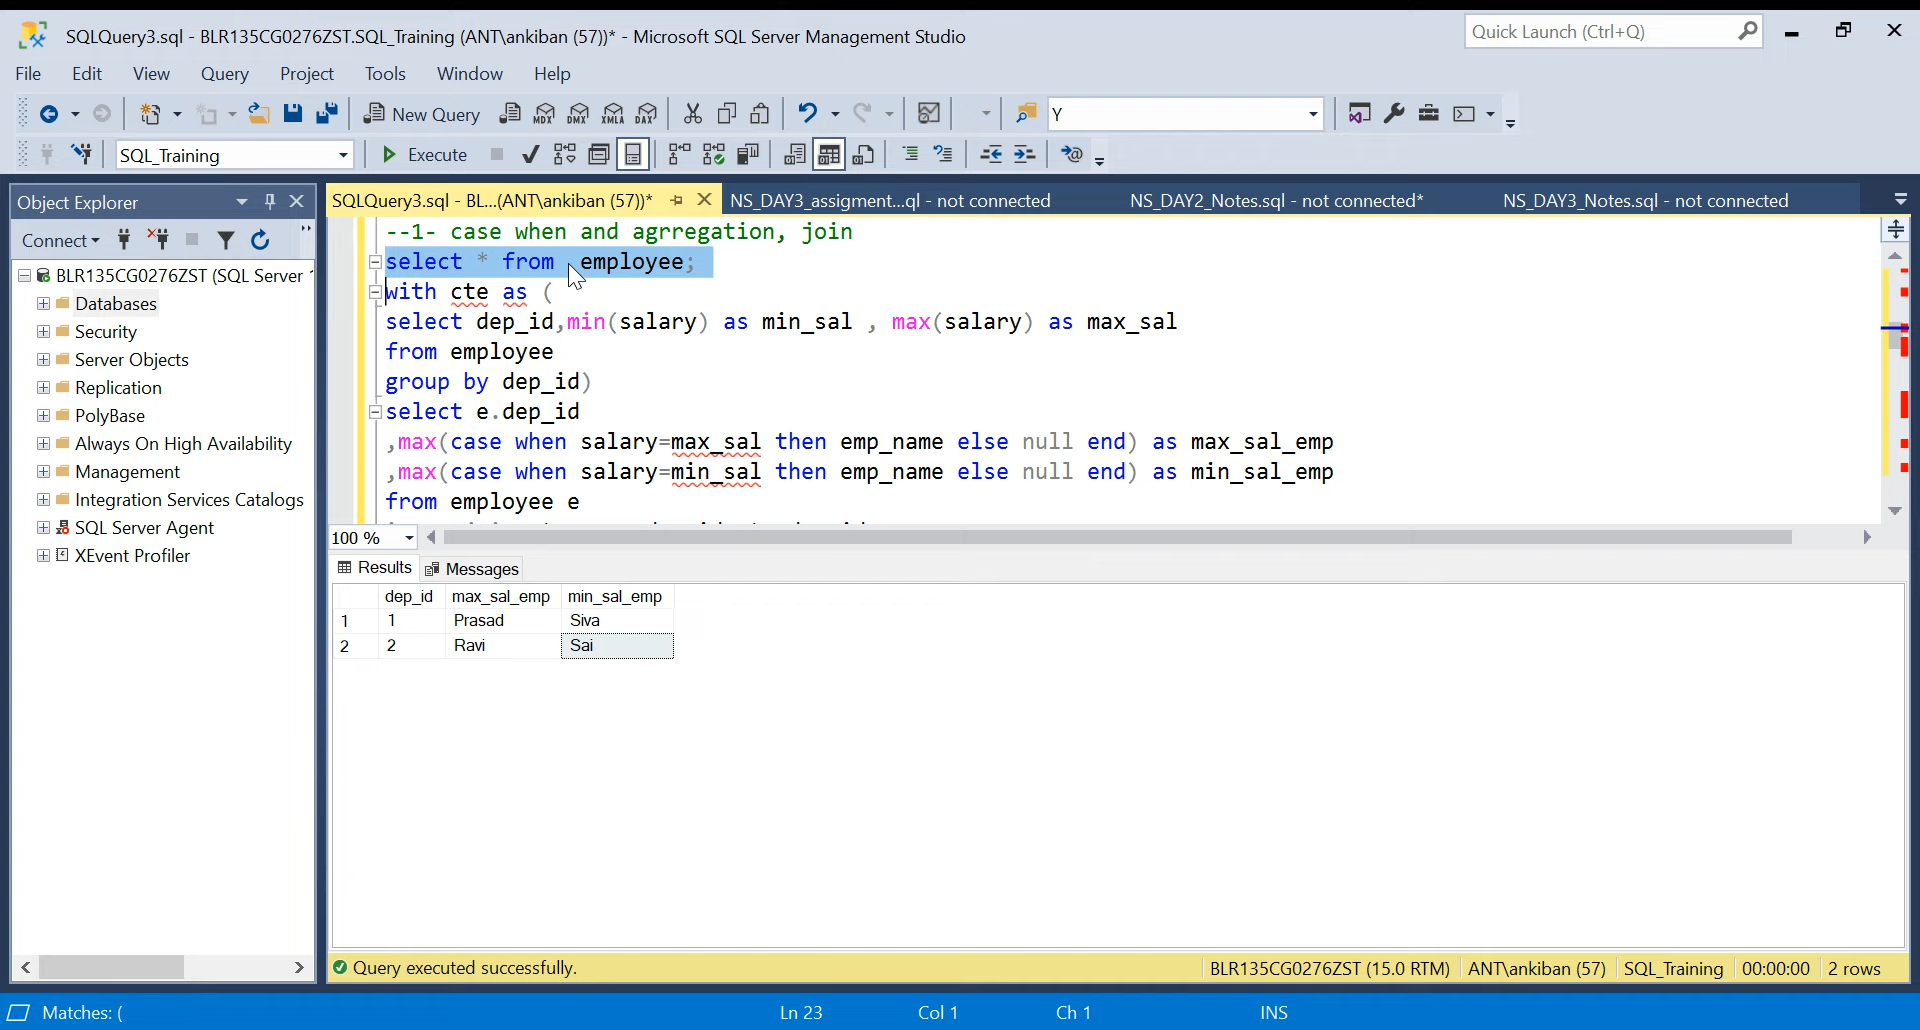 SQLQuery3.sql - BLR135CG0276ZST.SQL_Training (ANT\ankiban (57))* - Microsoft SQL Server Management Studio
Quick Launch (Ctrl+Q)
File Edit View Query Project Tools Window Help
New Query MDX DMX XMLA DAX Y
SQL_Training Execute
Object Explorer
Connect
BLR135CG0276ZST (SQL Server
Databases
Security
Server Objects
Replication
PolyBase
Always On High Availability
Management
Integration Services Catalogs
SQL Server Agent
XEvent Profiler
SQLQuery3.sql - BL...(ANT\ankiban (57))* NS_DAY3_assigment...ql - not connected NS_DAY2_Notes.sql - not connected* NS_DAY3_Notes.sql - not connected
--1- case when and agrregation, join
select * from employee;
with cte as (
select dep_id,min(salary) as min_sal , max(salary) as max_sal
from employee
group by dep_id)
select e.dep_id
,max(case when salary=max_sal then emp_name else null end) as max_sal_emp
,max(case when salary=min_sal then emp_name else null end) as min_sal_emp
from employee e
100 %
Results Messages
dep_id max_sal_emp min_sal_emp
1 1 Prasad Siva
2 2 Ravi Sai
Query executed successfully. BLR135CG0276ZST (15.0 RTM) ANT\ankiban (57) SQL_Training 00:00:00 2 rows
Matches: ( Ln 23 Col 1 Ch 1 INS